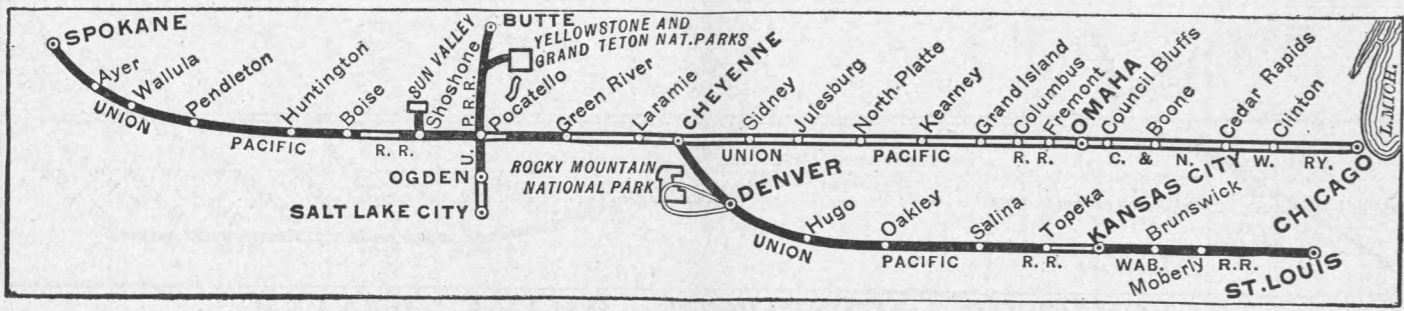 SPOKANE
Ayer
Wallula
Pendleton
Huntington
Boise
SUN VALLEY
Shoshone
BUTTE
YELLOWSTONE AND
GRAND TETON NAT. PARKS
Pocatello
Green River
Laramie
CHEYENNE
Sidney
Julesburg
North-Platte
Kearney
Grand Island
Columbus
Fremont
OMAHA
Council Bluffs
Boone
Cedar Rapids
Clinton
CHICAGO
L. MICH.
UNION PACIFIC R. R.
U. P. R. R.
UNION PACIFIC R. R.
C. & N. W. RY.
OGDEN
SALT LAKE CITY
ROCKY MOUNTAIN
NATIONAL PARK
DENVER
Hugo
Oakley
Salina
Topeka
KANSAS CITY
Brunswick
Moberly
ST. LOUIS
UNION PACIFIC R. R.
WAB. R.R.